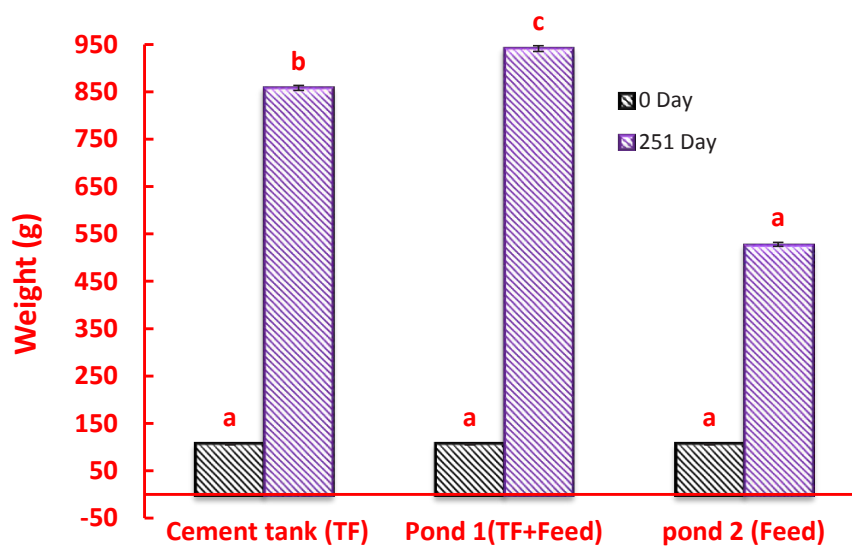 Weight (g)
950
850
750
650
550
450
350
250
150
50
-50
a
b
a
c
a
a
0 Day
251 Day
Cement tank (TF)
Pond 1(TF+Feed)
pond 2 (Feed)